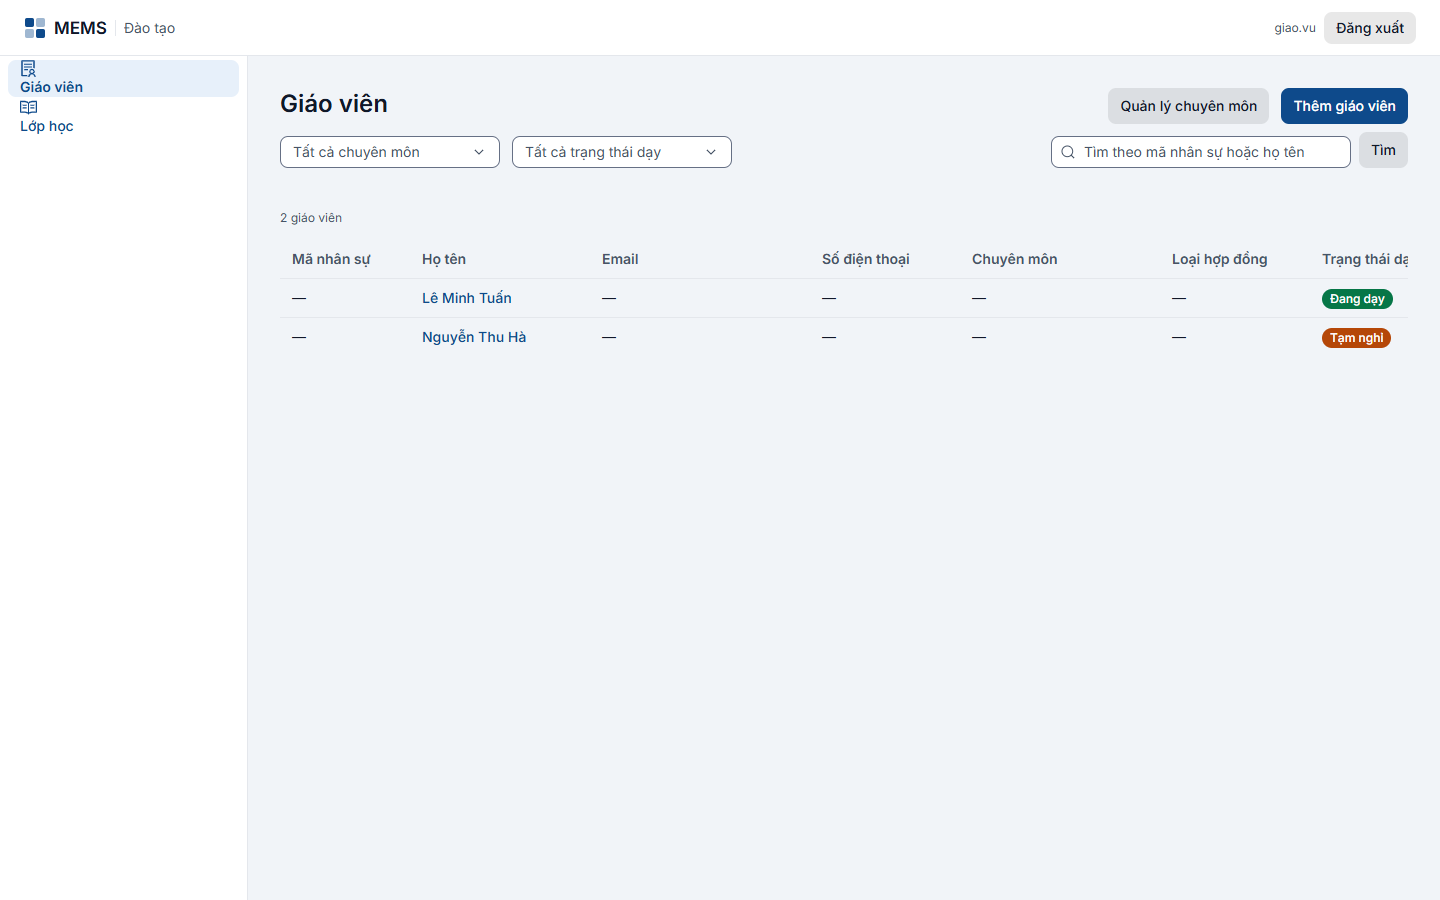 MEMS Đào tạo giao.vu Đăng xuất
Giáo viên
Lớp học
Giáo viên Quản lý chuyên môn Thêm giáo viên
Tất cả chuyên môn Tất cả trạng thái dạy Tìm theo mã nhân sự hoặc họ tên Tìm
2 giáo viên
Mã nhân sự Họ tên Email Số điện thoại Chuyên môn Loại hợp đồng Trạng thái dạ
— Lê Minh Tuấn — — — — Đang dạy
— Nguyễn Thu Hà — — — — Tạm nghỉ